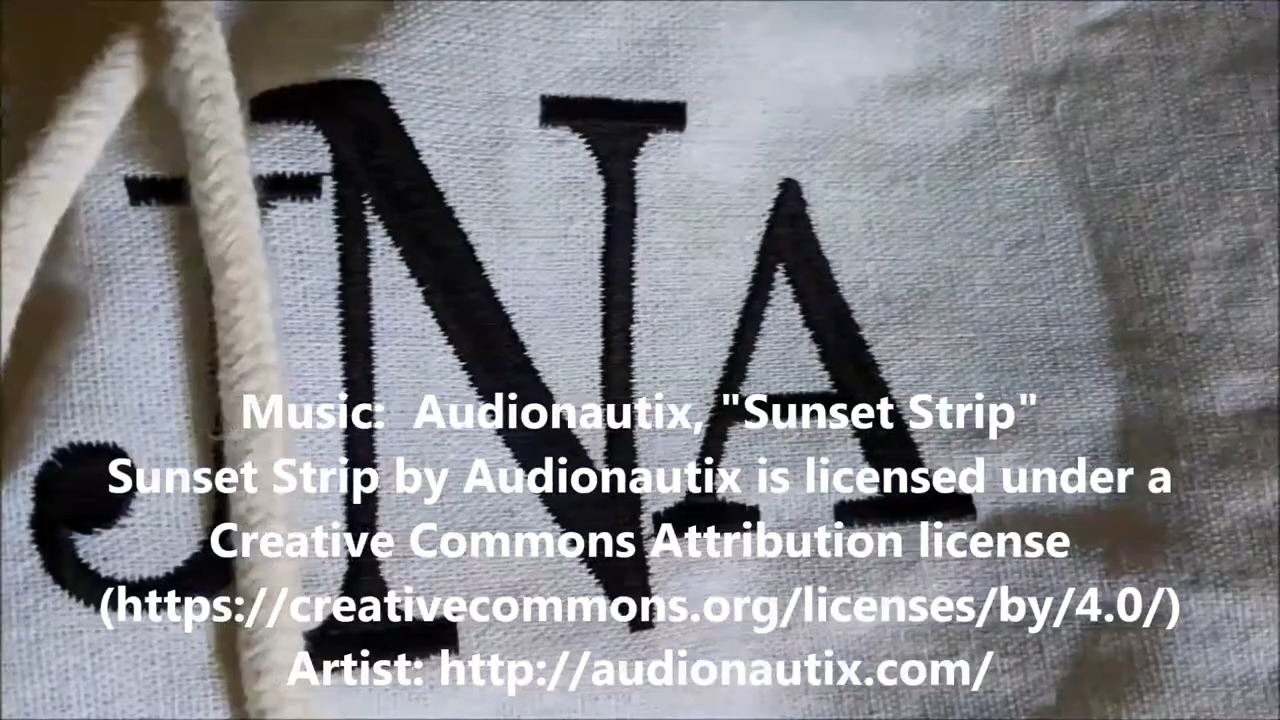 JNA
Music:  Audionautix, "Sunset Strip"
Sunset Strip by Audionautix is licensed under a
Creative Commons Attribution license
(https://creativecommons.org/licenses/by/4.0/)
Artist: http://audionautix.com/